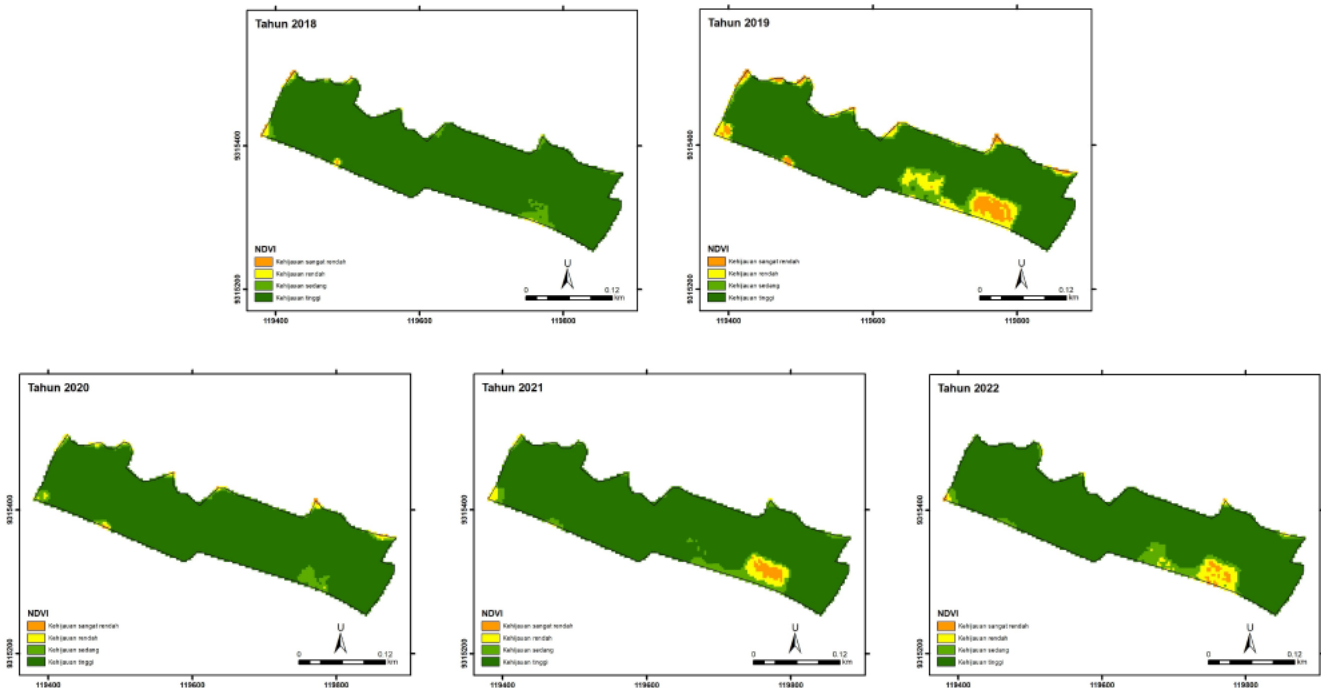 Tahun 2018
9315400
9315200
NDVI
Kehijauan sangat rendah
Kehijauan rendah
Kehijauan sedang
Kehijauan tinggi
U
0 0.12
km
119400 119600 119800
Tahun 2019
9315400
9315200
NDVI
Kehijauan sangat rendah
Kehijauan rendah
Kehijauan sedang
Kehijauan tinggi
U
0 0.12
km
119400 119600 119800
Tahun 2020
9315400
9315200
NDVI
Kehijauan sangat rendah
Kehijauan rendah
Kehijauan sedang
Kehijauan tinggi
U
0 0.12
km
119400 119600 119800
Tahun 2021
9315400
9315200
NDVI
Kehijauan sangat rendah
Kehijauan rendah
Kehijauan sedang
Kehijauan tinggi
U
0 0.12
km
119400 119600 119800
Tahun 2022
9315400
9315200
NDVI
Kehijauan sangat rendah
Kehijauan rendah
Kehijauan sedang
Kehijauan tinggi
U
0 0.12
km
119400 119600 119800